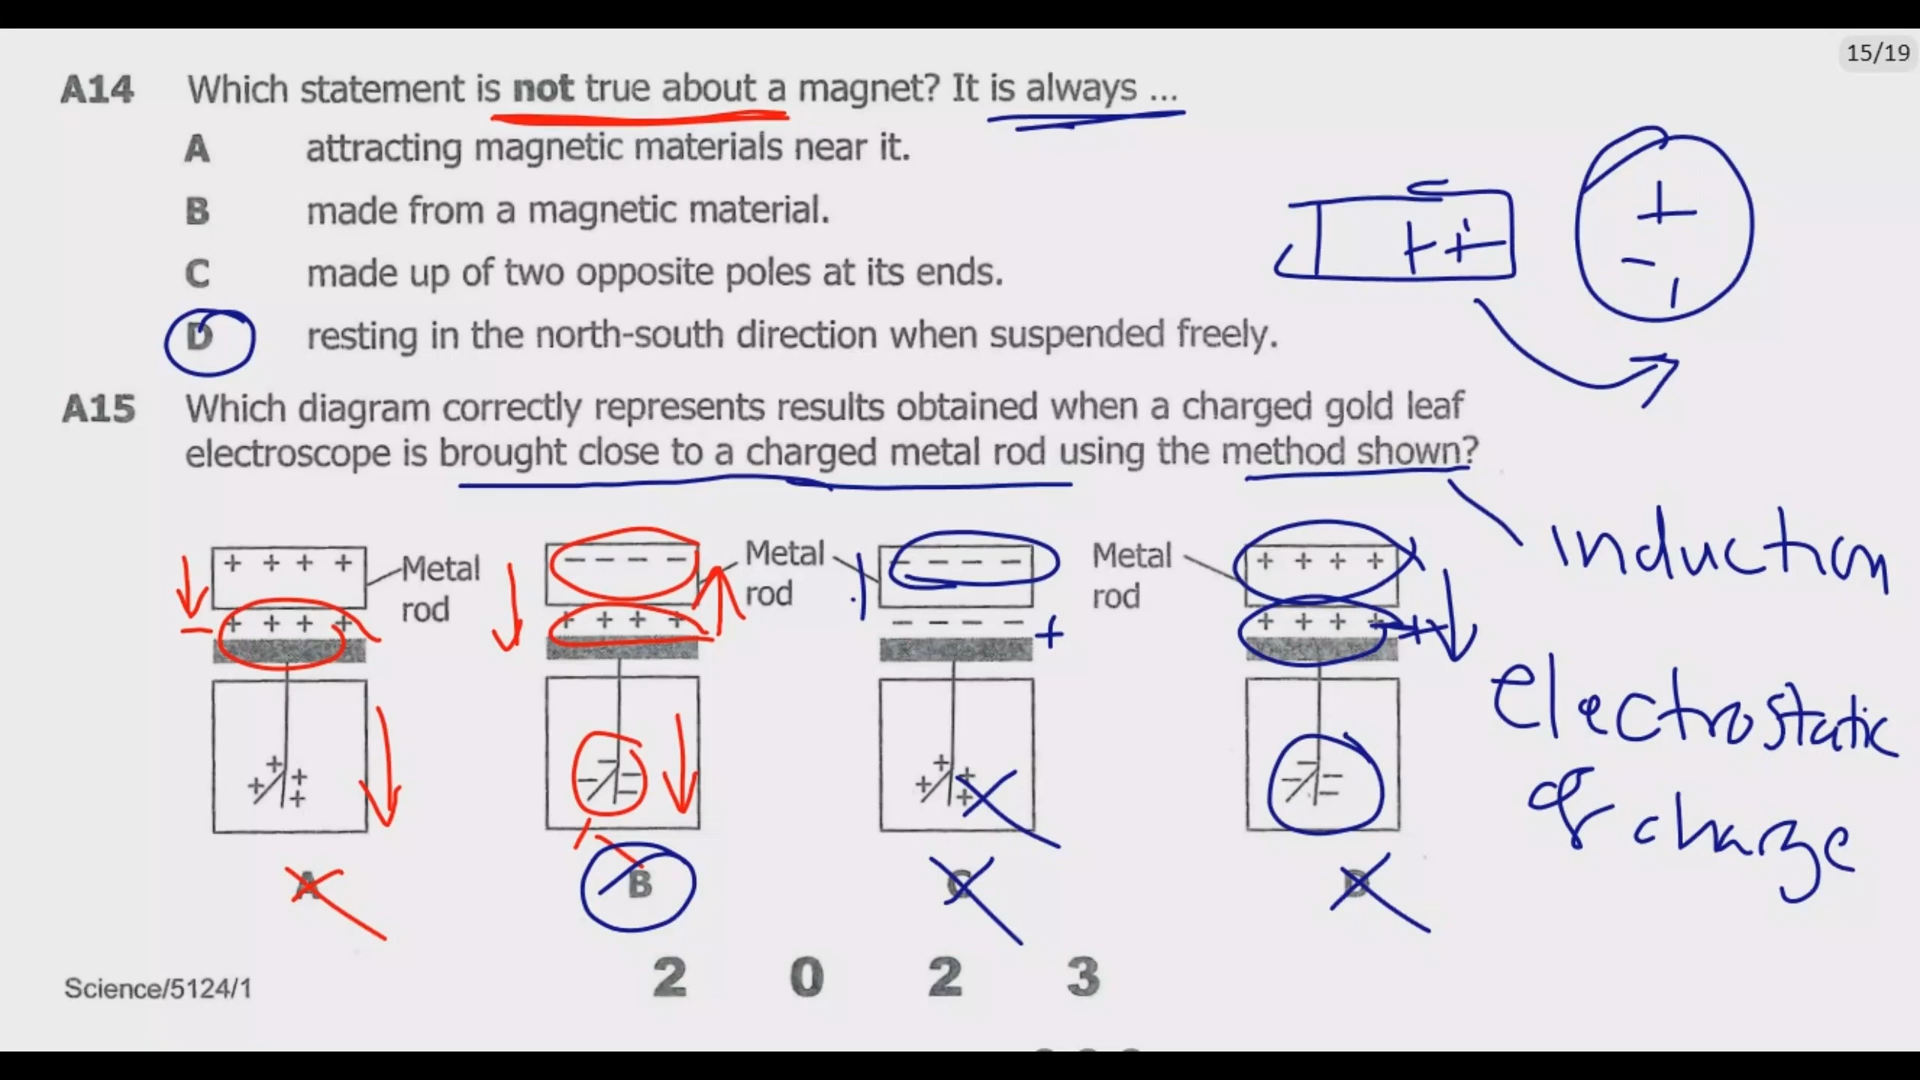 15/19
A14 Which statement is not true about a magnet? It is always ...
A attracting magnetic materials near it.
B made from a magnetic material.
C made up of two opposite poles at its ends.
D resting in the north-south direction when suspended freely.
+ +
+
-
A15 Which diagram correctly represents results obtained when a charged gold leaf
electroscope is brought close to a charged metal rod using the method shown?
induction
+ + + +
Metal
rod
+ + + +
+ + + +
- - - -
Metal
rod
+ + + +
- - - -
- - - -
- - - -
+
+ + + +
Metal
rod
+ + + +
+ + + +
- - - -
electrostatic
of charge
A B C D
2 0 2 3
Science/5124/1